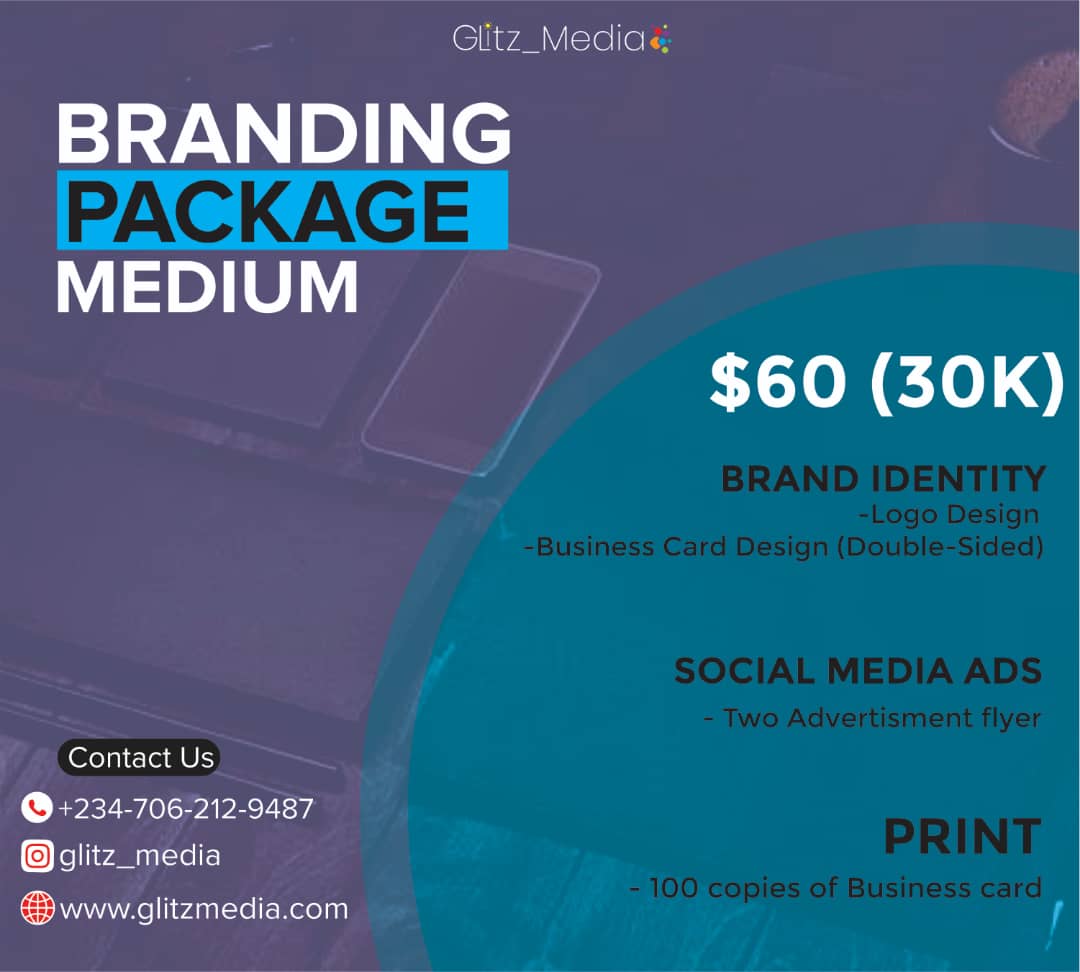 Glitz_Media
BRANDING
PACKAGE
MEDIUM
$60 (30K)
BRAND IDENTITY
-Logo Design
-Business Card Design (Double-Sided)
SOCIAL MEDIA ADS
- Two Advertisment flyer
PRINT
- 100 copies of Business card
Contact Us
+234-706-212-9487
glitz_media
www.glitzmedia.com